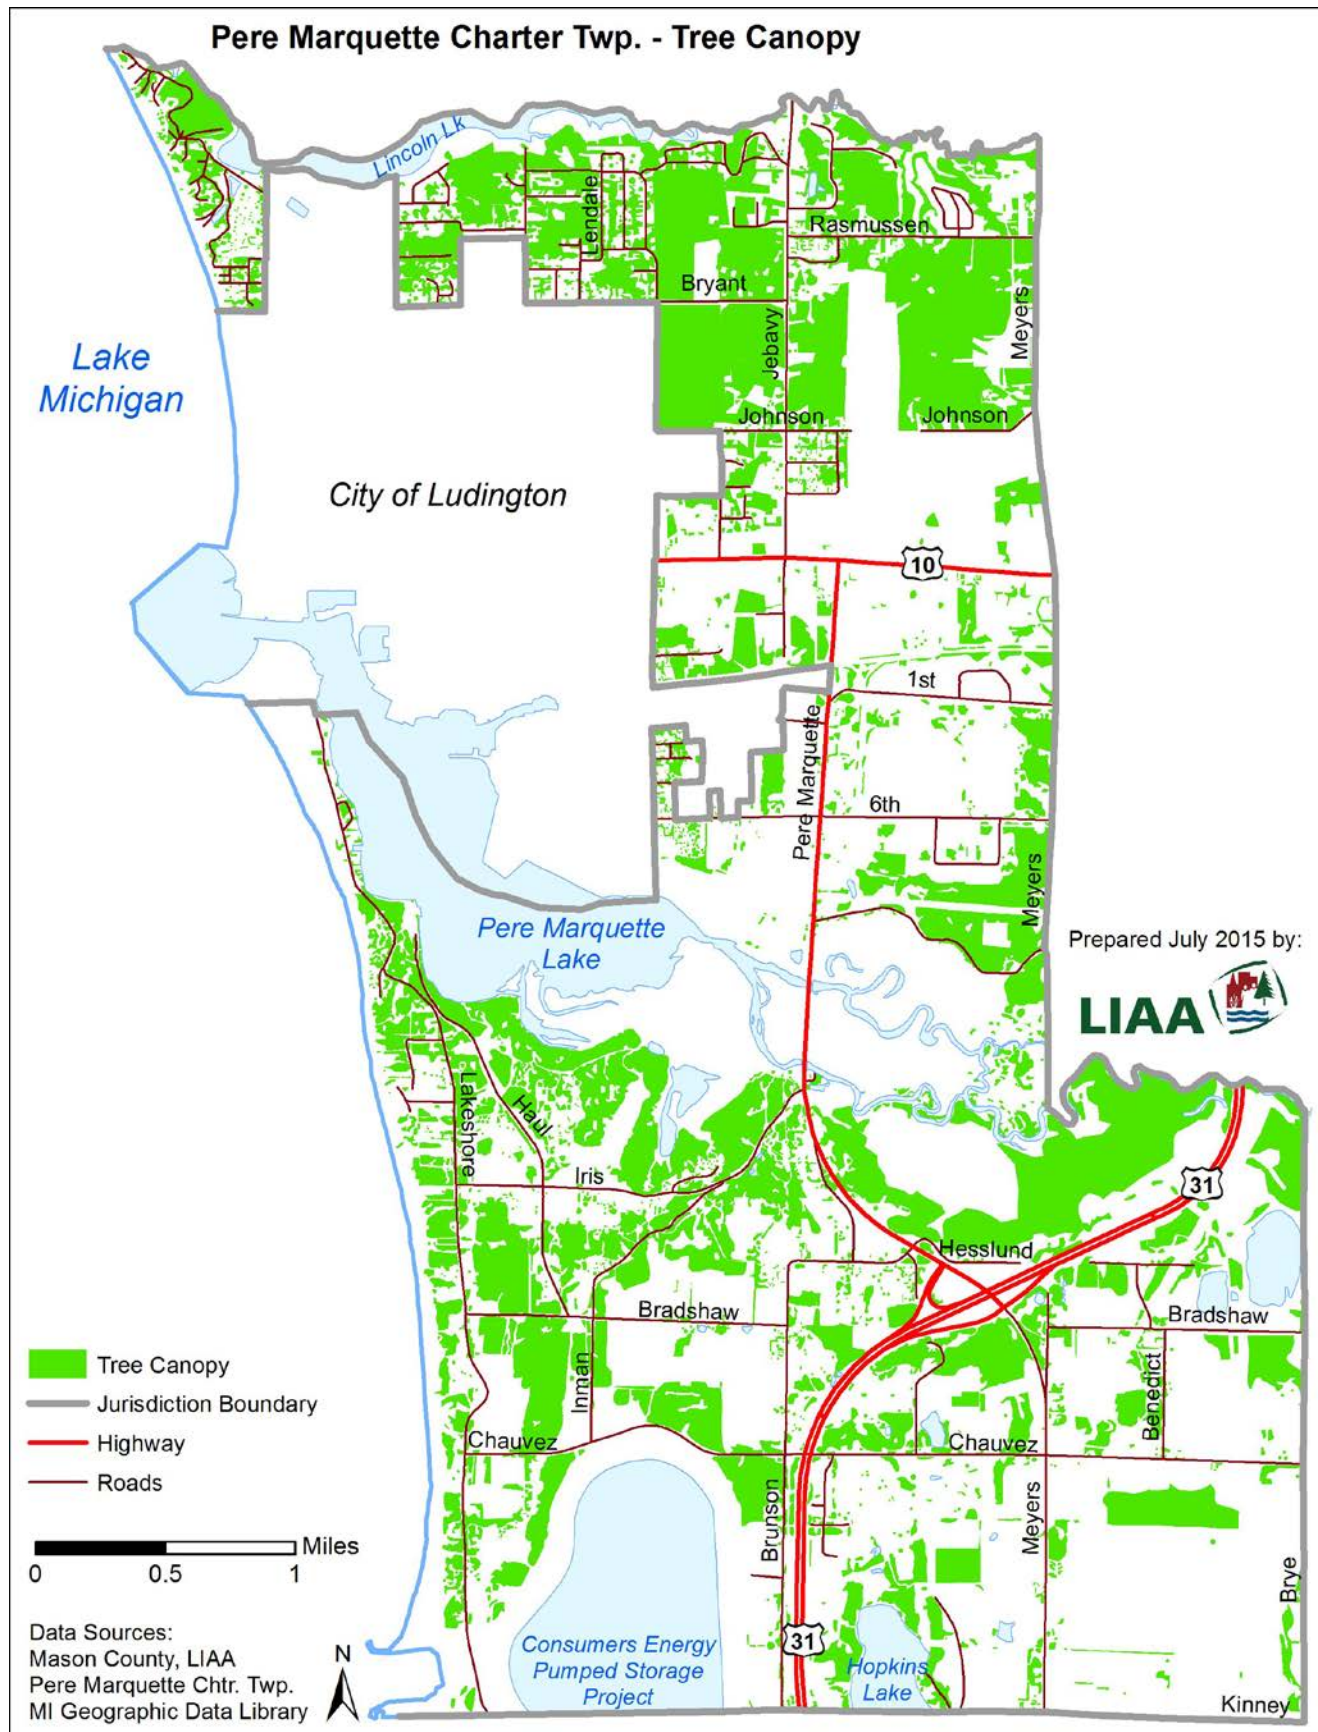 Pere Marquette Charter Twp. - Tree Canopy
Lincoln Lk
Lendale
Rasmussen
Bryant
Jebavy
Meyers
Lake
Michigan
Johnson
Johnson
City of Ludington
10
1st
Pere Marquette
6th
Meyers
Pere Marquette
Lake
Prepared July 2015 by:
LIAA
Lakeshore
Haul
Iris
31
Hesslund
Bradshaw
Bradshaw
Inman
Benedict
Chauvez
Chauvez
Brunson
Meyers
Brye
31
Consumers Energy
Pumped Storage
Project
Hopkins
Lake
Kinney
Tree Canopy
Jurisdiction Boundary
Highway
Roads
Miles
0 0.5 1
Data Sources:
Mason County, LIAA
Pere Marquette Chtr. Twp.
MI Geographic Data Library
N